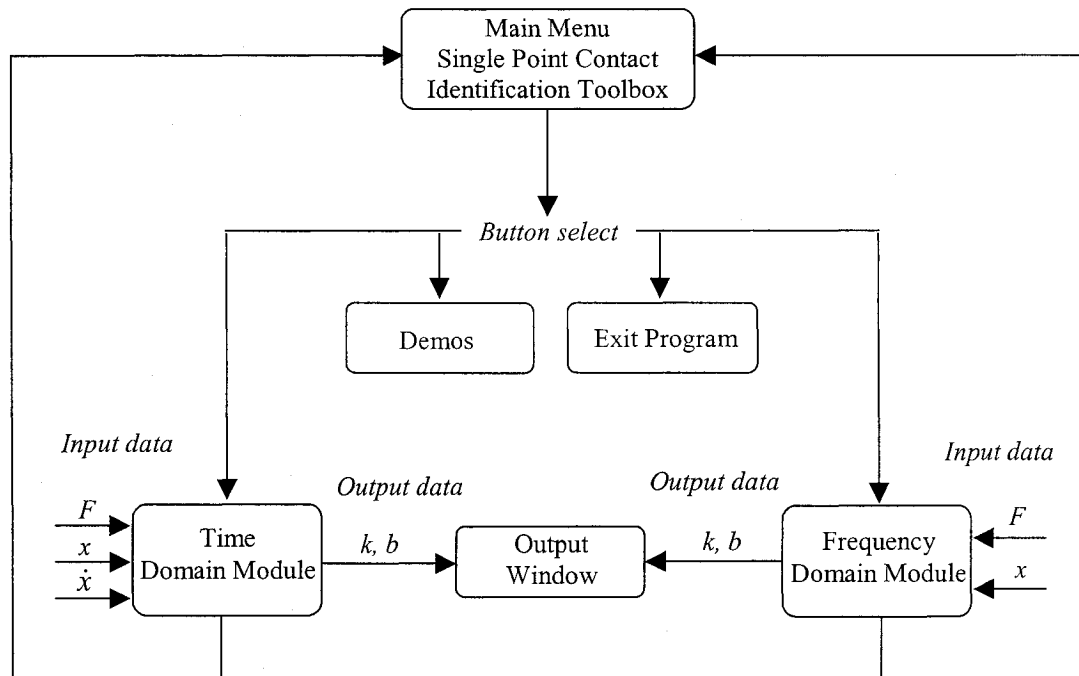 Main Menu
Single Point Contact
Identification Toolbox
Button select
Demos
Exit Program
Input data
Input data
Output data
Output data
F
x
ẋ
Time
Domain Module
k, b
Output
Window
k, b
Frequency
Domain Module
F
x